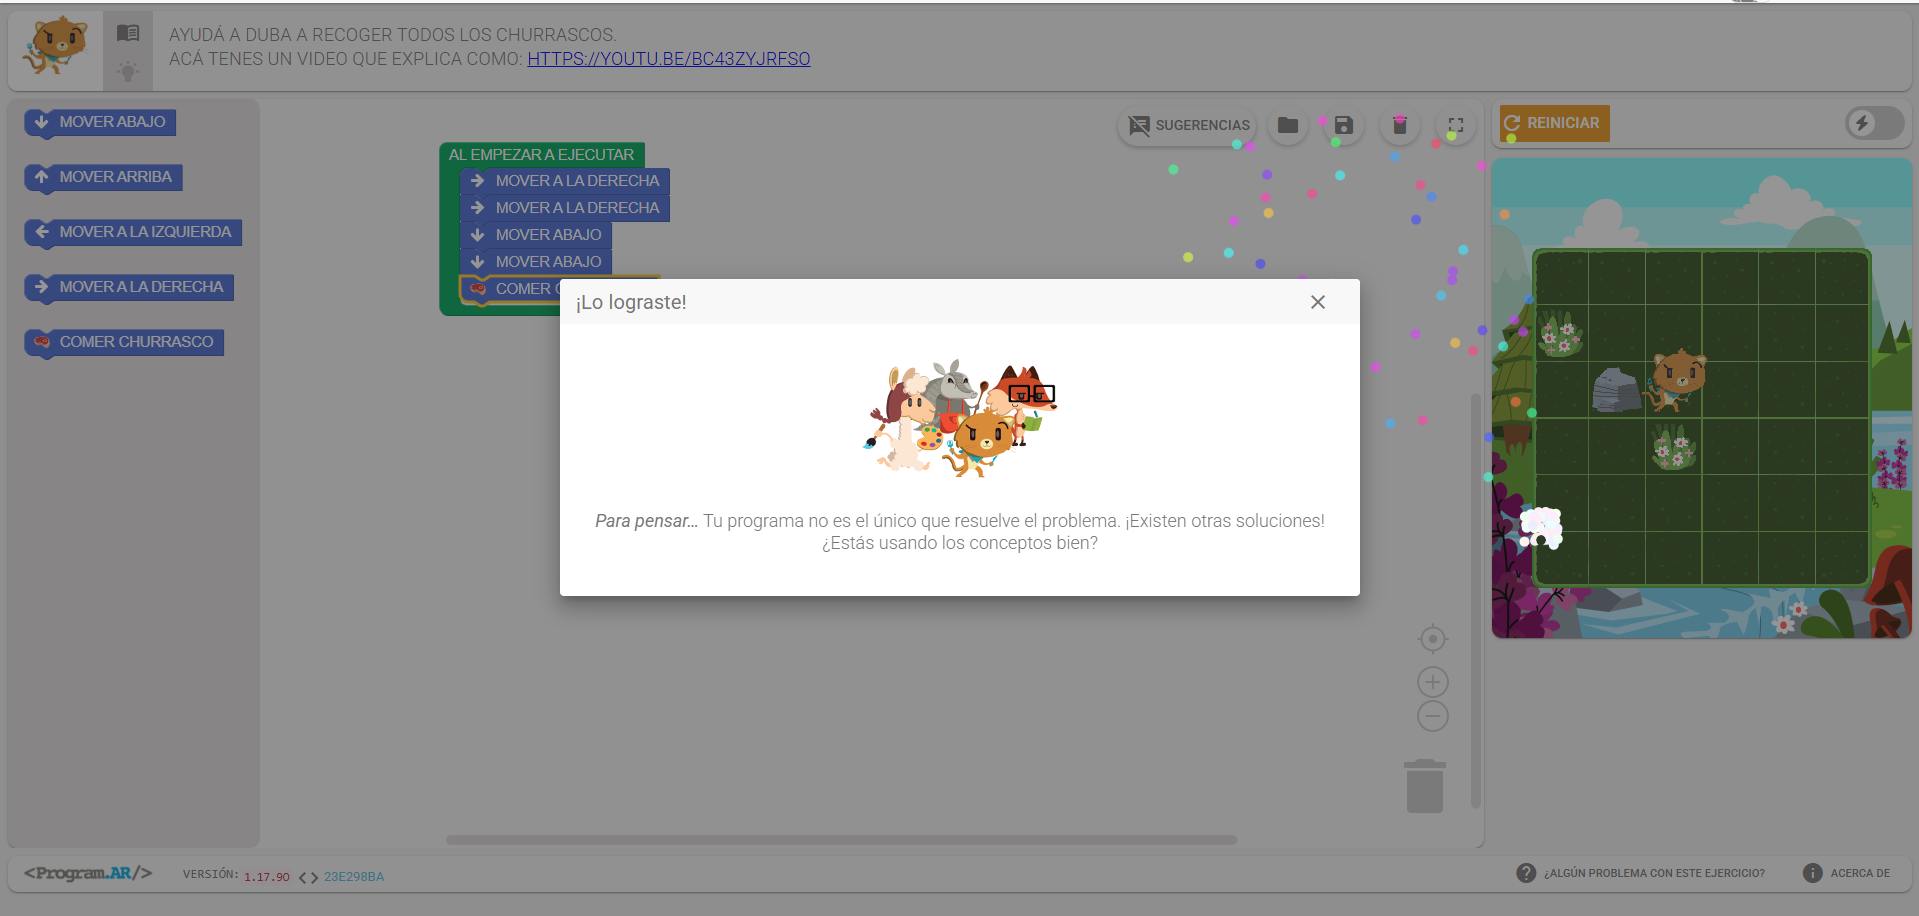 AYUDÁ A DUBA A RECOGER TODOS LOS CHURRASCOS.
ACÁ TENES UN VIDEO QUE EXPLICA COMO: HTTPS://YOUTU.BE/BC43ZYJRFSO
MOVER ABAJO
MOVER ARRIBA
MOVER A LA IZQUIERDA
MOVER A LA DERECHA
COMER CHURRASCO
SUGERENCIAS
AL EMPEZAR A EJECUTAR
MOVER A LA DERECHA
MOVER A LA DERECHA
MOVER ABAJO
MOVER ABAJO
COMER C
REINICIAR
¡Lo lograste!
Para pensar... Tu programa no es el único que resuelve el problema. ¡Existen otras soluciones!
¿Estás usando los conceptos bien?
<Program.AR/>
VERSIÓN: 1.17.90 <> 23E298BA
¿ALGÚN PROBLEMA CON ESTE EJERCICIO?
ACERCA DE